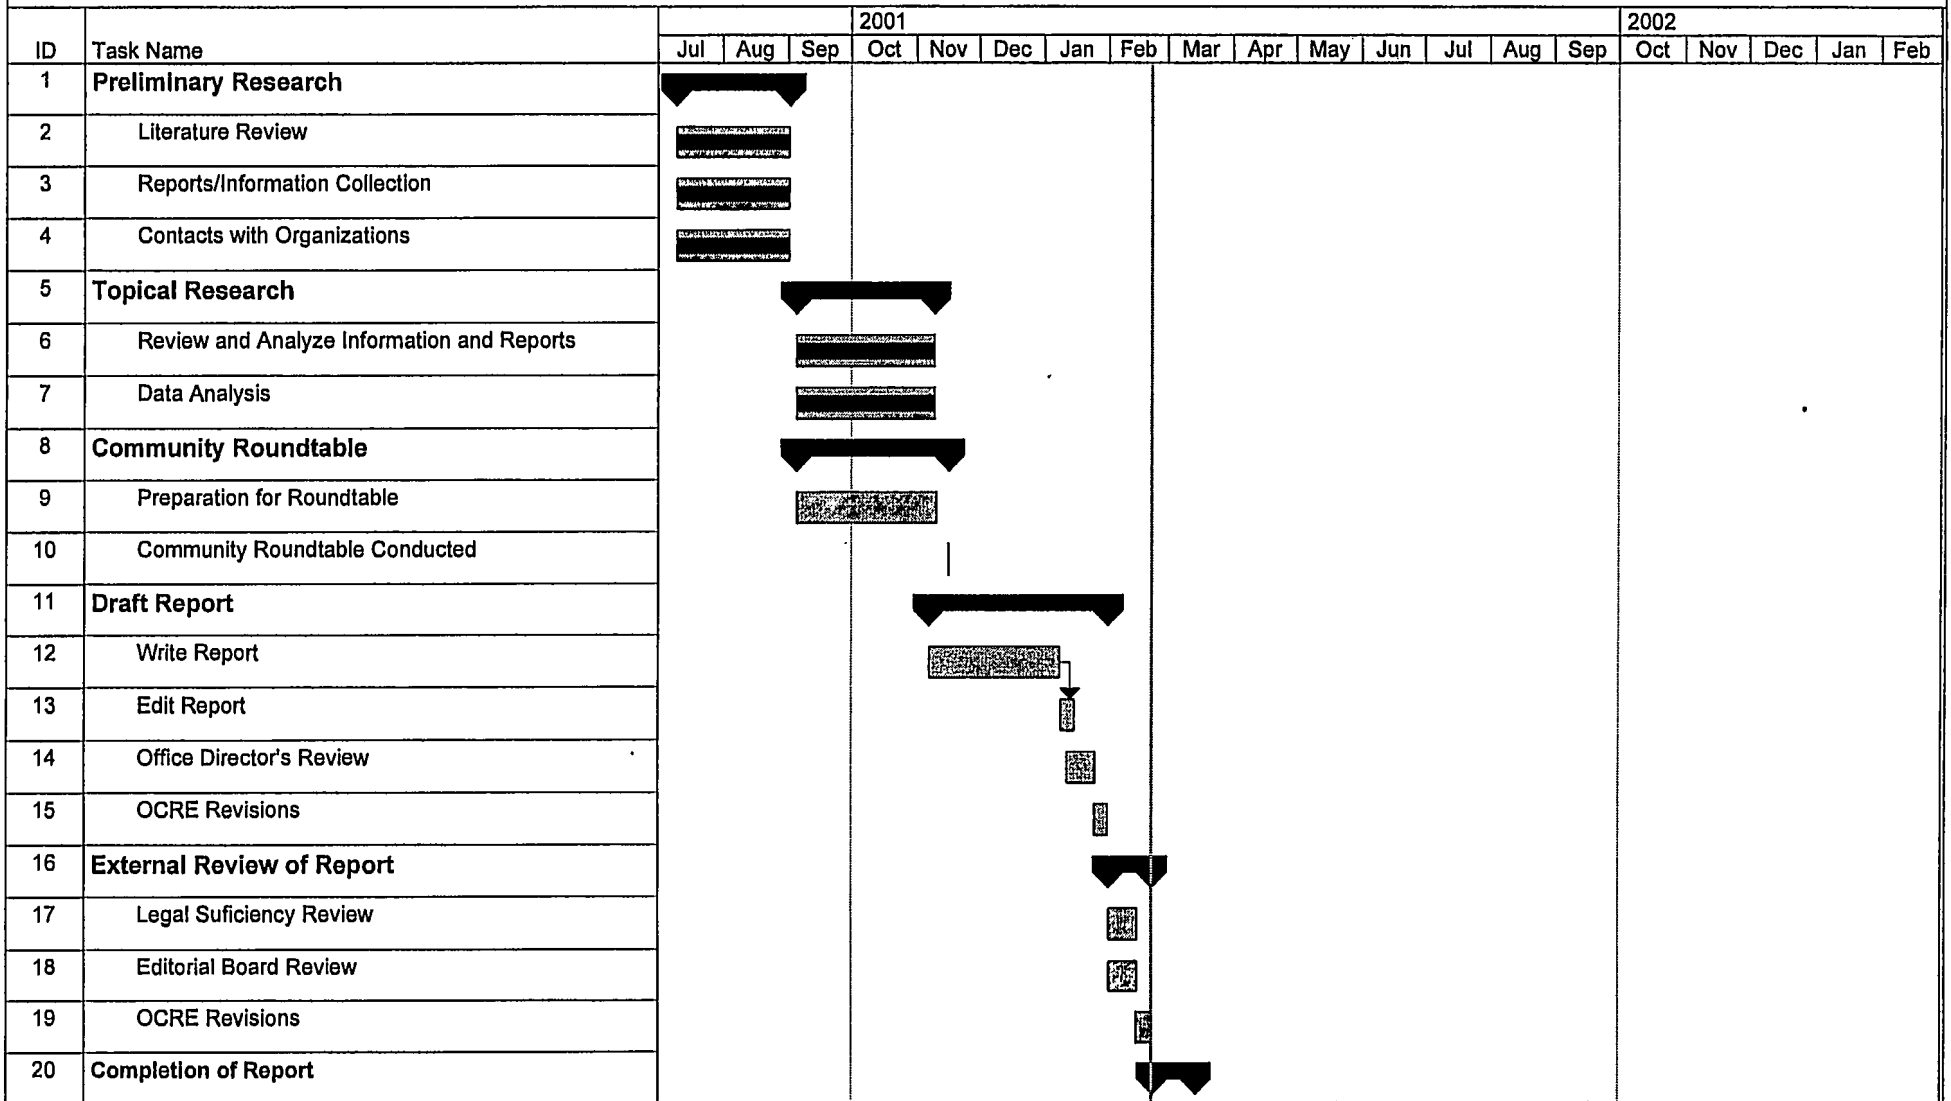 2001 2002
ID Task Name Jul Aug Sep Oct Nov Dec Jan Feb Mar Apr May Jun Jul Aug Sep Oct Nov Dec Jan Feb
1 Preliminary Research
2 Literature Review
3 Reports/Information Collection
4 Contacts with Organizations
5 Topical Research
6 Review and Analyze Information and Reports
7 Data Analysis
8 Community Roundtable
9 Preparation for Roundtable
10 Community Roundtable Conducted
11 Draft Report
12 Write Report
13 Edit Report
14 Office Director's Review
15 OCRE Revisions
16 External Review of Report
17 Legal Suficiency Review
18 Editorial Board Review
19 OCRE Revisions
20 Completion of Report